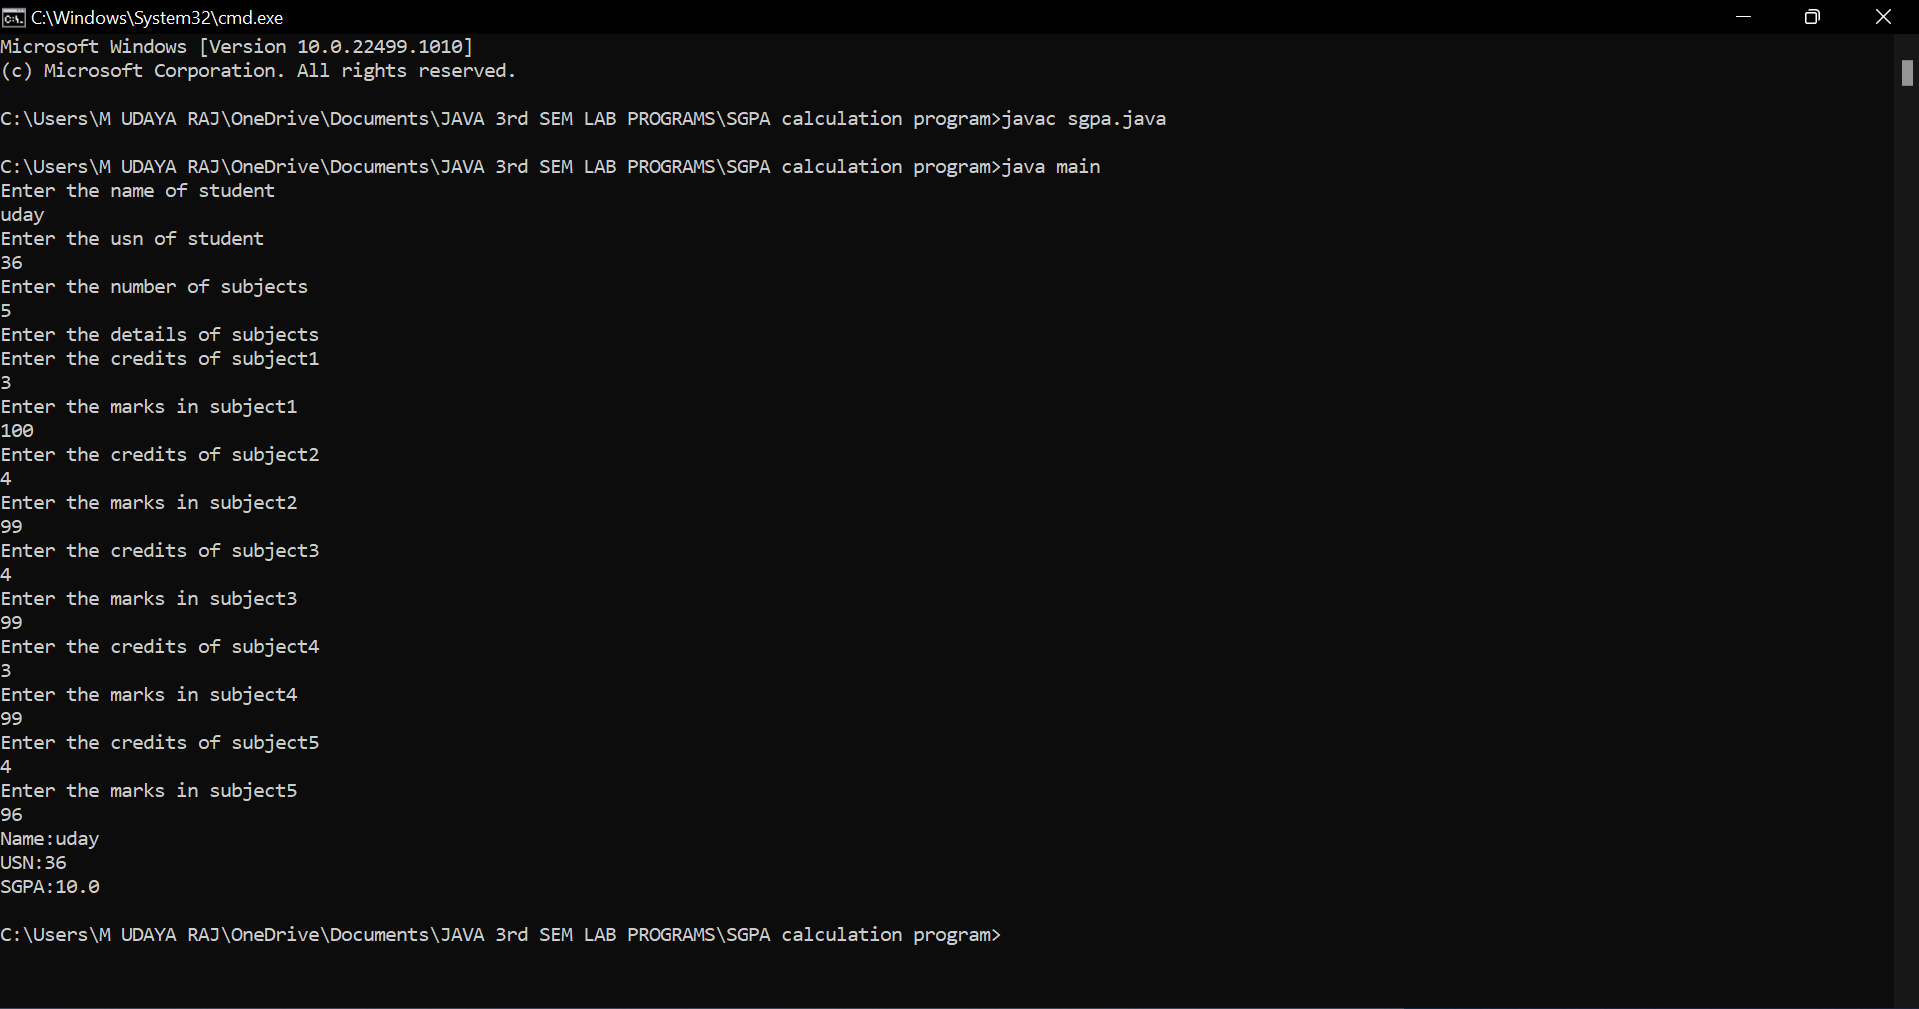 C:\Windows\System32\cmd.exe
Microsoft Windows [Version 10.0.22499.1010]
(c) Microsoft Corporation. All rights reserved.
C:\Users\M UDAYA RAJ\OneDrive\Documents\JAVA 3rd SEM LAB PROGRAMS\SGPA calculation program>javac sgpa.java
C:\Users\M UDAYA RAJ\OneDrive\Documents\JAVA 3rd SEM LAB PROGRAMS\SGPA calculation program>java main
Enter the name of student
uday
Enter the usn of student
36
Enter the number of subjects
5
Enter the details of subjects
Enter the credits of subject1
3
Enter the marks in subject1
100
Enter the credits of subject2
4
Enter the marks in subject2
99
Enter the credits of subject3
4
Enter the marks in subject3
99
Enter the credits of subject4
3
Enter the marks in subject4
99
Enter the credits of subject5
4
Enter the marks in subject5
96
Name:uday
USN:36
SGPA:10.0
C:\Users\M UDAYA RAJ\OneDrive\Documents\JAVA 3rd SEM LAB PROGRAMS\SGPA calculation program>